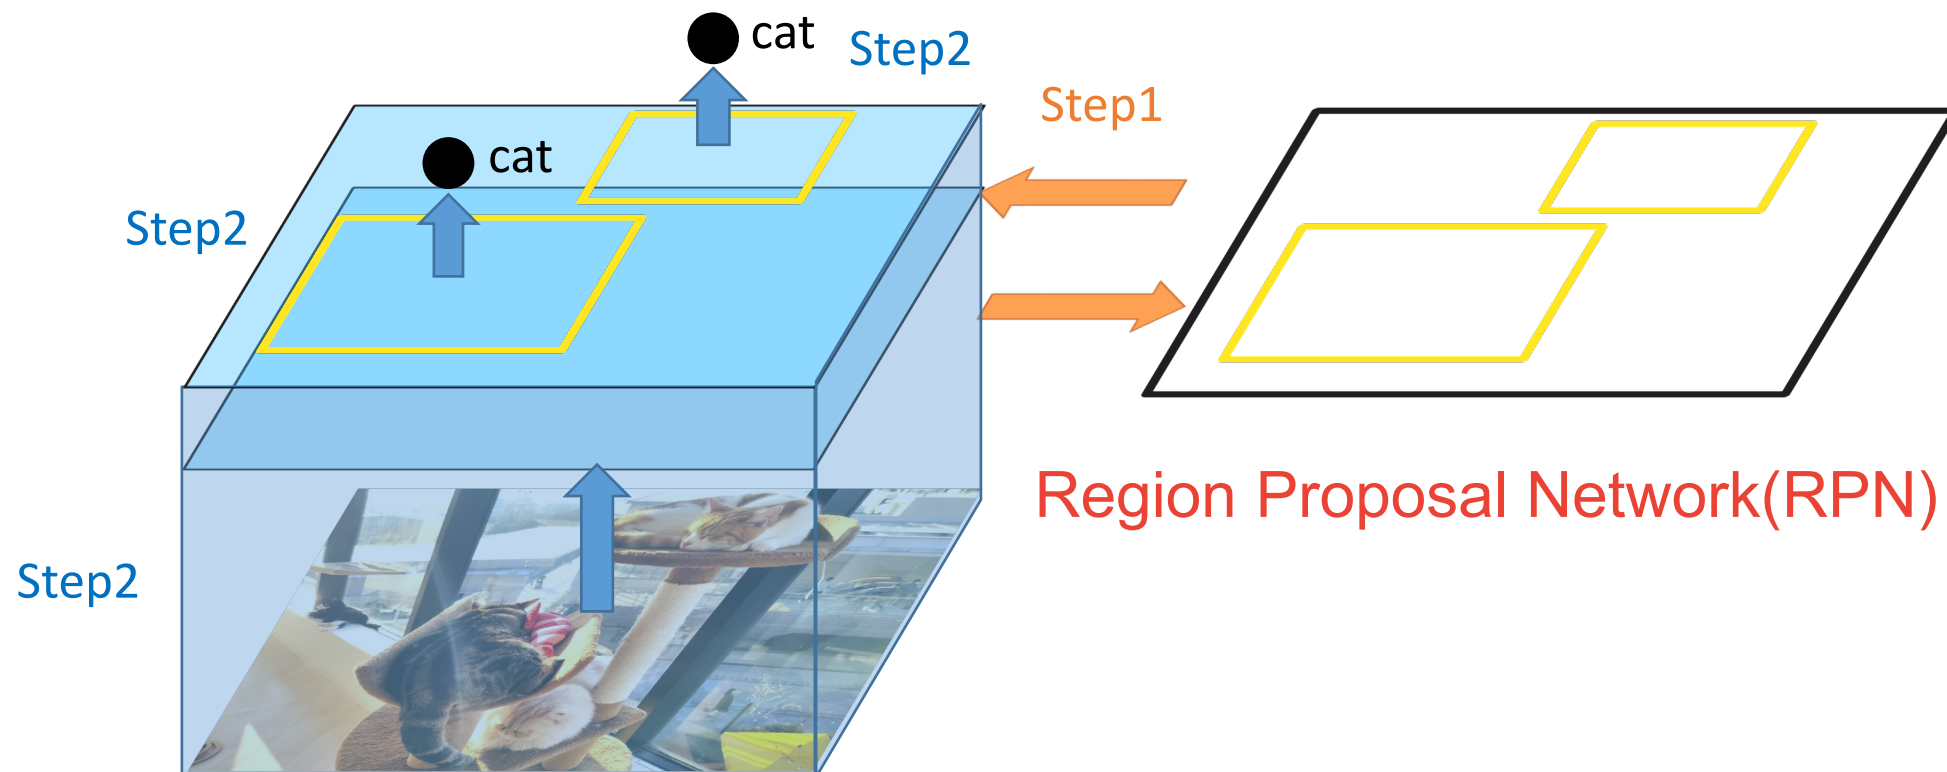 cat
Step2
Step1
cat
Step2
Region Proposal Network(RPN)
Step2